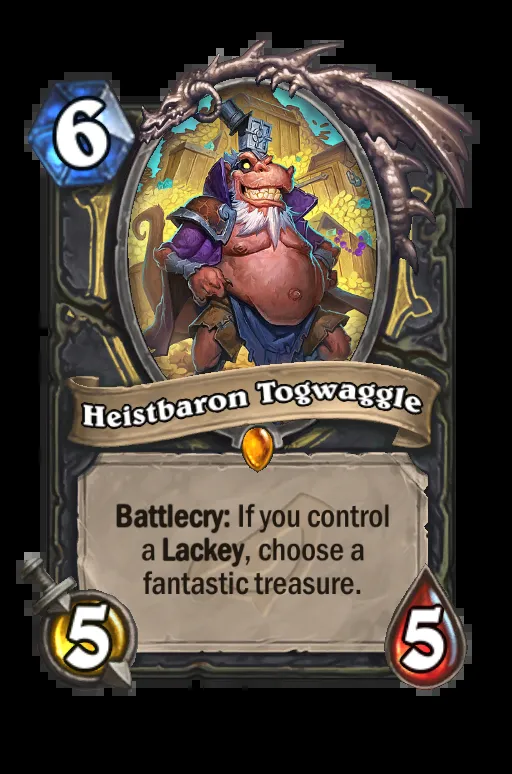 6
Heistbaron Togwaggle
Battlecry: If you control
a Lackey, choose a
fantastic treasure.
5 5